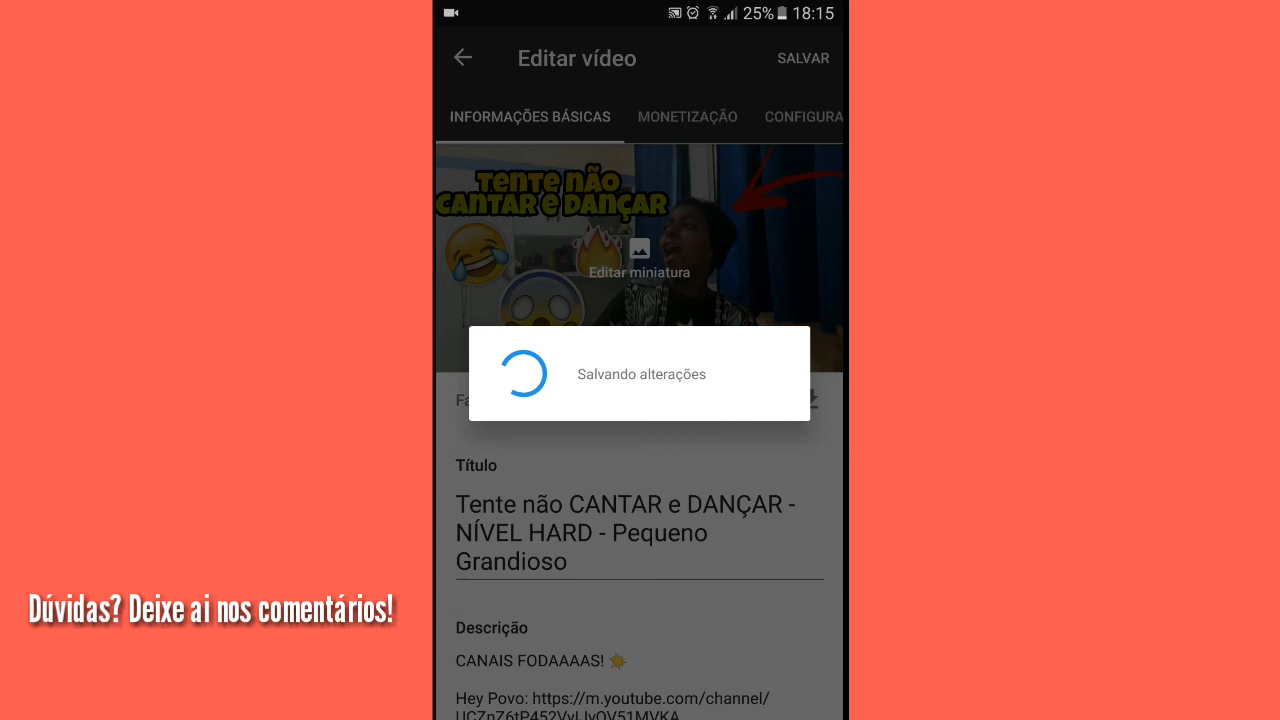 25% 18:15
Editar vídeo
SALVAR
INFORMAÇÕES BÁSICAS MONETIZAÇÃO CONFIGURA
TENTE NÃO
CANTAR E DANÇAR
Editar miniatura
Salvando alterações
Título
Tente não CANTAR e DANÇAR -
NÍVEL HARD - Pequeno
Grandioso
Dúvidas? Deixe ai nos comentários!
Descrição
CANAIS FODAAAAS!
Hey Povo: https://m.youtube.com/channel/